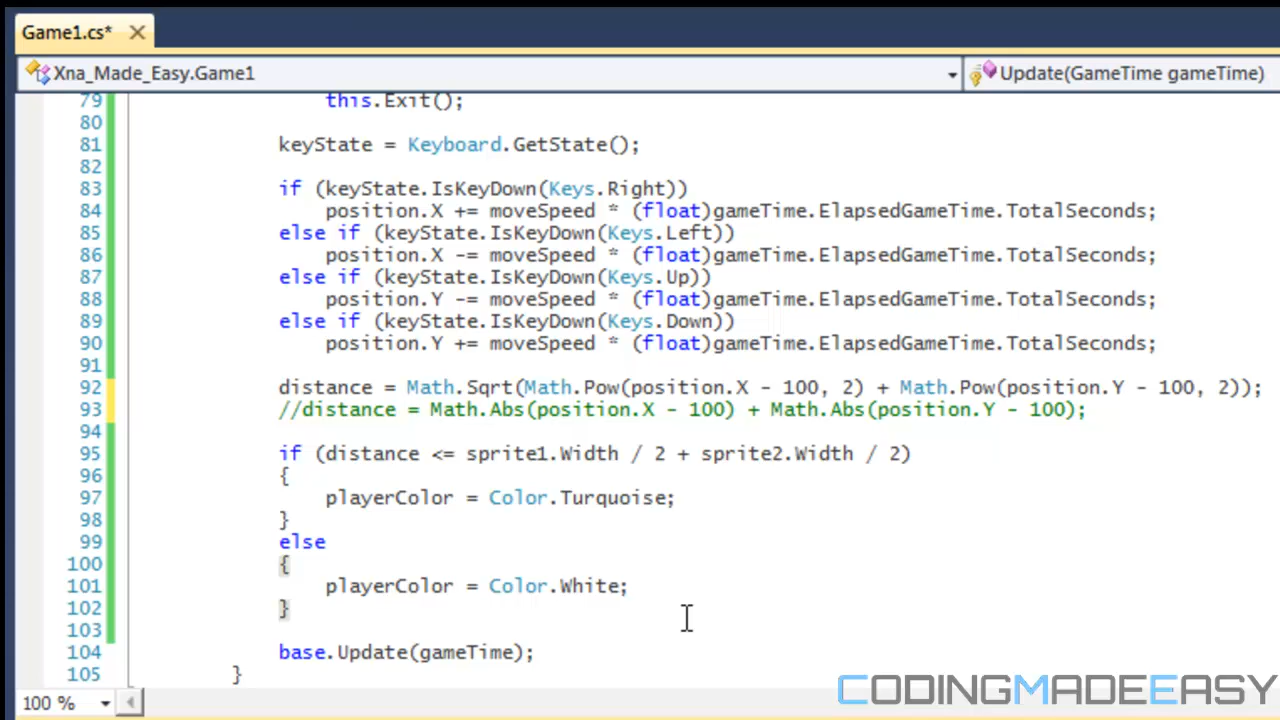 Game1.cs*
Xna_Made_Easy.Game1 Update(GameTime gameTime)
79 this.Exit();
80
81 keyState = Keyboard.GetState();
82
83 if (keyState.IsKeyDown(Keys.Right))
84 position.X += moveSpeed * (float)gameTime.ElapsedGameTime.TotalSeconds;
85 else if (keyState.IsKeyDown(Keys.Left))
86 position.X -= moveSpeed * (float)gameTime.ElapsedGameTime.TotalSeconds;
87 else if (keyState.IsKeyDown(Keys.Up))
88 position.Y -= moveSpeed * (float)gameTime.ElapsedGameTime.TotalSeconds;
89 else if (keyState.IsKeyDown(Keys.Down))
90 position.Y += moveSpeed * (float)gameTime.ElapsedGameTime.TotalSeconds;
91
92 distance = Math.Sqrt(Math.Pow(position.X - 100, 2) + Math.Pow(position.Y - 100, 2));
93 //distance = Math.Abs(position.X - 100) + Math.Abs(position.Y - 100);
94
95 if (distance <= sprite1.Width / 2 + sprite2.Width / 2)
96 {
97 playerColor = Color.Turquoise;
98 }
99 else
100 {
101 playerColor = Color.White;
102 }
103
104 base.Update(gameTime);
105 }
100 %
CODINGMADEEASY